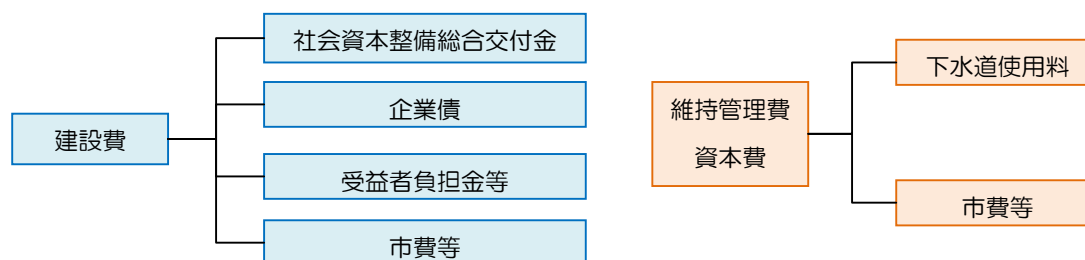 建設費
社会資本整備総合交付金
企業債
受益者負担金等
市費等
維持管理費
資本費
下水道使用料
市費等